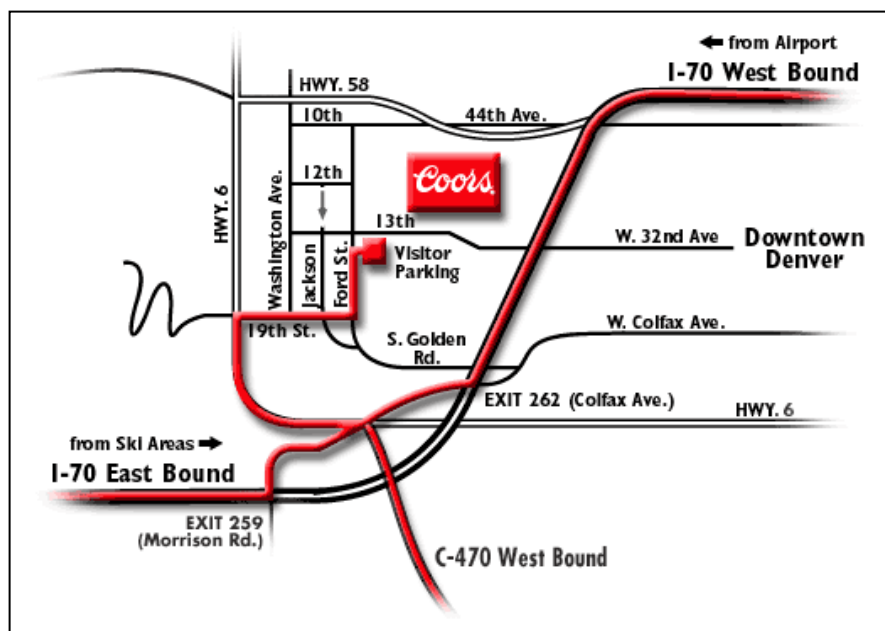 ← from Airport
I-70 West Bound
HWY. 58
10th
44th Ave.
12th
Coors
13th
HWY. 6
Washington Ave.
Jackson
Ford St.
Visitor
Parking
W. 32nd Ave
Downtown
Denver
19th St.
S. Golden
Rd.
W. Colfax Ave.
EXIT 262 (Colfax Ave.)
HWY. 6
from Ski Areas →
I-70 East Bound
EXIT 259
(Morrison Rd.)
C-470 West Bound